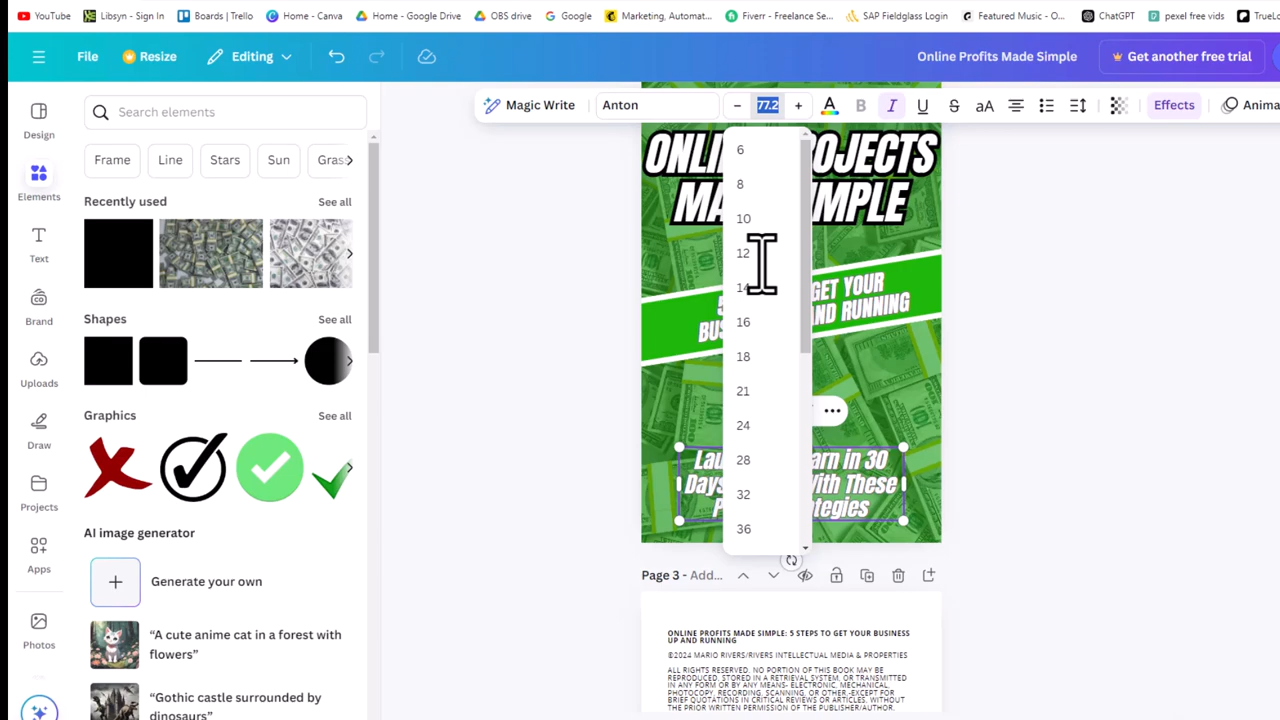 YouTube Libsyn - Sign In Boards | Trello Home - Canva Home - Google Drive OBS drive Google Marketing, Automat... Fiverr - Freelance Se... SAP Fieldglass Login Featured Music - O... ChatGPT pexel free vids
File Resize Editing Online Profits Made Simple Get another free trial
Magic Write Anton − 77.2 + A B I U S aA Effects Anima
Search elements
Design
Frame Line Stars Sun Gras
Elements
Recently used See all
Text
Brand
Shapes See all
Uploads
Graphics See all
Draw
Projects
AI image generator
Apps
Generate your own
Photos
“A cute anime cat in a forest with
flowers”
“Gothic castle surrounded by
dinosaurs”
6
8
10
12
16
18
21
24
28
32
36
OJECTS
GET YOUR
AND RUNNING
30
Days
These
Page 3 - Add...
ONLINE PROFITS MADE SIMPLE: 5 STEPS TO GET YOUR BUSINESS
UP AND RUNNING
©2024 MARIO RIVERS/RIVERS INTELLECTUAL MEDIA & PROPERTIES
ALL RIGHTS RESERVED. NO PORTION OF THIS BOOK MAY BE
REPRODUCED, STORED IN A RETRIEVAL SYSTEM, OR TRANSMITTED
IN ANY FORM OR BY ANY MEANS- ELECTRONIC, MECHANICAL,
PHOTOCOPY, RECORDING, SCANNING, OR OTHER,-EXCEPT FOR
BRIEF QUOTATIONS IN CRITICAL REVIEWS OR ARTICLES, WITHOUT
THE PRIOR WRITTEN PERMISSION OF THE PUBLISHER/AUTHOR.